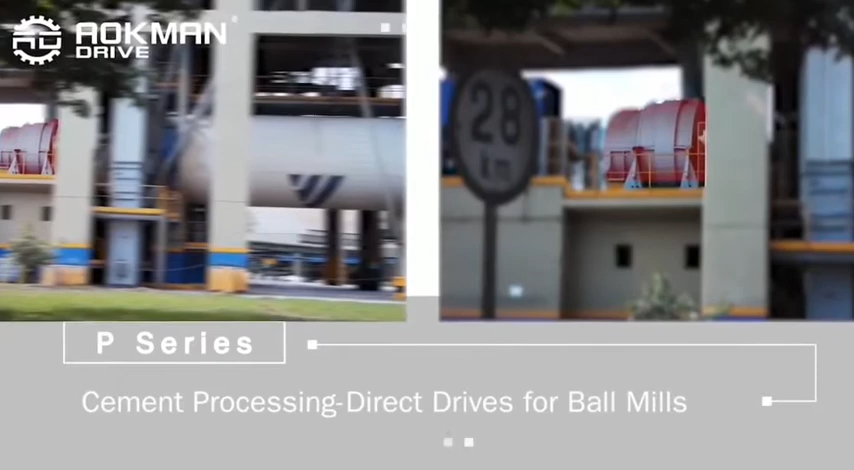 AOKMAN®
DRIVE
28
km
P Series
Cement Processing-Direct Drives for Ball Mills